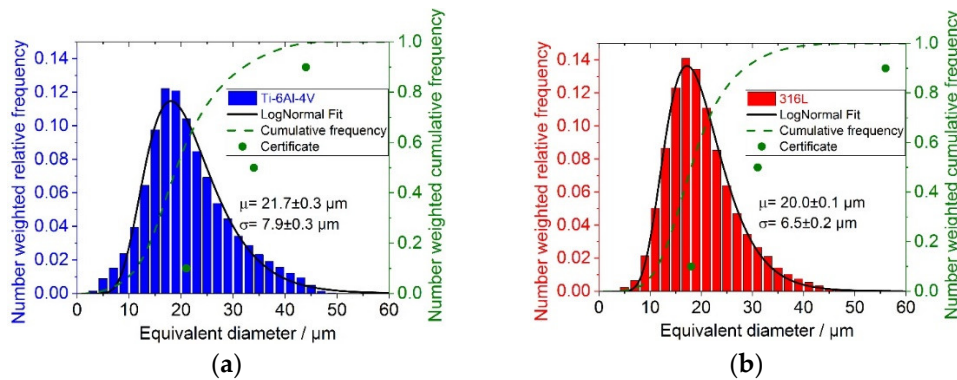 Number weighted relative frequency
0.14
0.12
0.10
0.08
0.06
0.04
0.02
0.00
Ti-6Al-4V
LogNormal Fit
Cumulative frequency
Certificate
μ= 21.7±0.3 μm
σ= 7.9±0.3 μm
1.0
0.8
0.6
0.4
0.2
0.0
Number weighted cumulative frequency
0 10 20 30 40 50 60
Equivalent diameter / μm
(a)
Number weighted relative frequency
0.14
0.12
0.10
0.08
0.06
0.04
0.02
0.00
316L
LogNormal Fit
Cumulative frequency
Certificate
μ= 20.0±0.1 μm
σ= 6.5±0.2 μm
1.0
0.8
0.6
0.4
0.2
0.0
Number weighted cumulative frequency
0 10 20 30 40 50 60
Equivalent diameter / μm
(b)